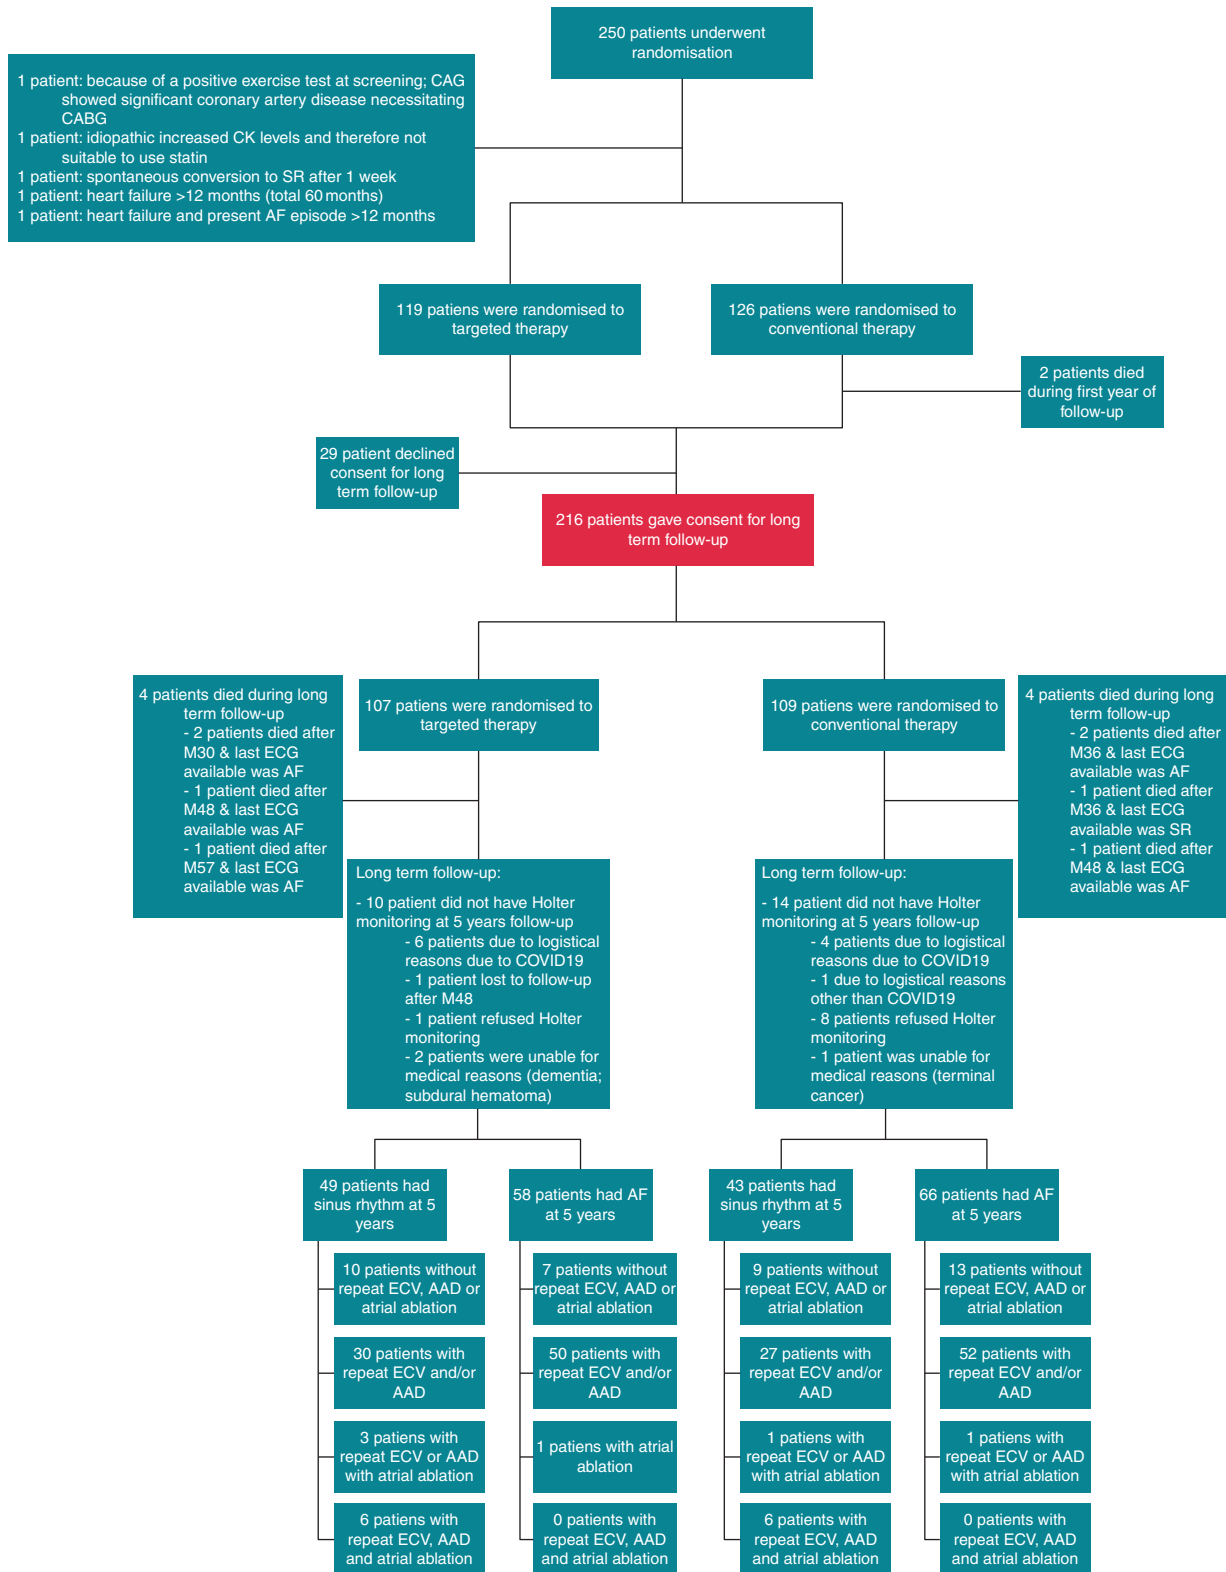 250 patients underwent
randomisation
1 patient: because of a positive exercise test at screening; CAG
showed significant coronary artery disease necessitating
CABG
1 patient: idiopathic increased CK levels and therefore not
suitable to use statin
1 patient: spontaneous conversion to SR after 1 week
1 patient: heart failure >12 months (total 60 months)
1 patient: heart failure and present AF episode >12 months
119 patiens were randomised to
targeted therapy
126 patiens were randomised to
conventional therapy
2 patients died
during first year of
follow-up
29 patient declined
consent for long
term follow-up
216 patients gave consent for long
term follow-up
4 patients died during long
term follow-up
- 2 patients died after
M30 & last ECG
available was AF
- 1 patient died after
M48 & last ECG
available was AF
- 1 patient died after
M57 & last ECG
available was AF
107 patiens were randomised to
targeted therapy
109 patiens were randomised to
conventional therapy
4 patients died during long
term follow-up
- 2 patients died after
M36 & last ECG
available was AF
- 1 patient died after
M36 & last ECG
available was SR
- 1 patient died after
M48 & last ECG
available was AF
Long term follow-up:
- 10 patient did not have Holter
monitoring at 5 years follow-up
- 6 patients due to logistical
reasons due to COVID19
- 1 patient lost to follow-up
after M48
- 1 patient refused Holter
monitoring
- 2 patients were unable for
medical reasons (dementia;
subdural hematoma)
Long term follow-up:
- 14 patient did not have Holter
monitoring at 5 years follow-up
- 4 patients due to logistical
reasons due to COVID19
- 1 due to logistical reasons
other than COVID19
- 8 patients refused Holter
monitoring
- 1 patient was unable for
medical reasons (terminal
cancer)
49 patients had
sinus rhythm at 5
years
58 patients had AF
at 5 years
43 patients had
sinus rhythm at 5
years
66 patients had AF
at 5 years
10 patients without
repeat ECV, AAD or
atrial ablation
7 patients without
repeat ECV, AAD or
atrial ablation
9 patients without
repeat ECV, AAD or
atrial ablation
13 patients without
repeat ECV, AAD or
atrial ablation
30 patients with
repeat ECV and/or
AAD
50 patients with
repeat ECV and/or
AAD
27 patients with
repeat ECV and/or
AAD
52 patients with
repeat ECV and/or
AAD
3 patients with
repeat ECV or AAD
with atrial ablation
1 patiens with atrial
ablation
1 patiens with
repeat ECV or AAD
with atrial ablation
1 patiens with
repeat ECV or AAD
with atrial ablation
6 patiens with
repeat ECV, AAD
and atrial ablation
0 patients with
repeat ECV, AAD
and atrial ablation
6 patiens with
repeat ECV, AAD
and atrial ablation
0 patients with
repeat ECV, AAD
and atrial ablation